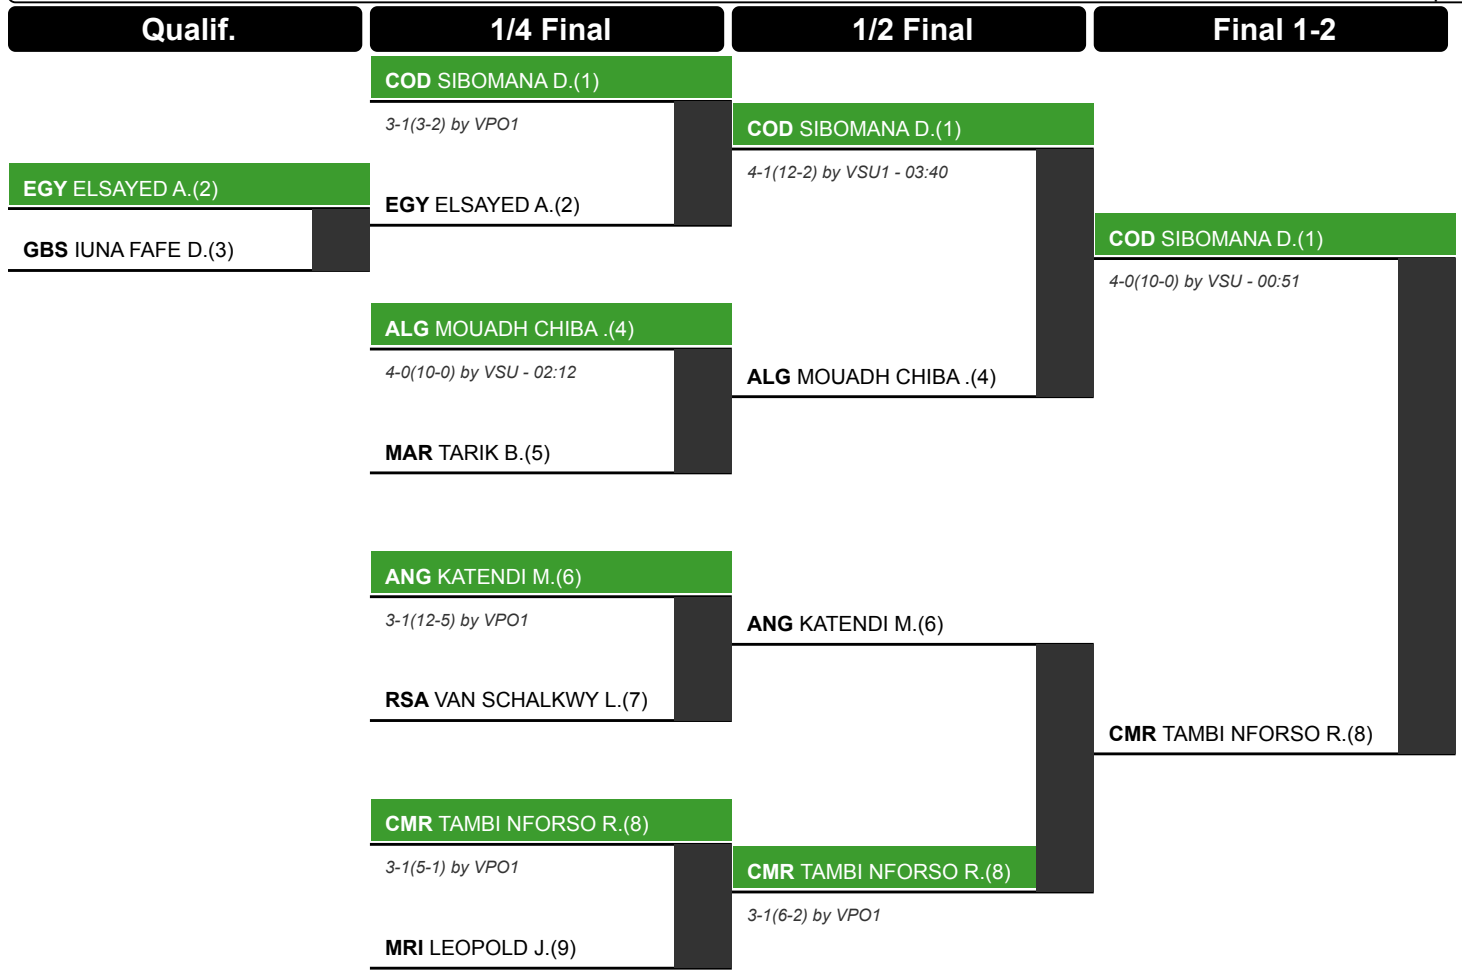 Qualif.
1/4 Final
1/2 Final
Final 1-2
EGY ELSAYED A.(2)
GBS IUNA FAFE D.(3)
COD SIBOMANA D.(1)
3-1(3-2) by VPO1
EGY ELSAYED A.(2)
ALG MOUADH CHIBA .(4)
4-0(10-0) by VSU - 02:12
MAR TARIK B.(5)
ANG KATENDI M.(6)
3-1(12-5) by VPO1
RSA VAN SCHALKWY L.(7)
CMR TAMBI NFORSO R.(8)
3-1(5-1) by VPO1
MRI LEOPOLD J.(9)
COD SIBOMANA D.(1)
4-1(12-2) by VSU1 - 03:40
ALG MOUADH CHIBA .(4)
ANG KATENDI M.(6)
CMR TAMBI NFORSO R.(8)
3-1(6-2) by VPO1
COD SIBOMANA D.(1)
4-0(10-0) by VSU - 00:51
CMR TAMBI NFORSO R.(8)